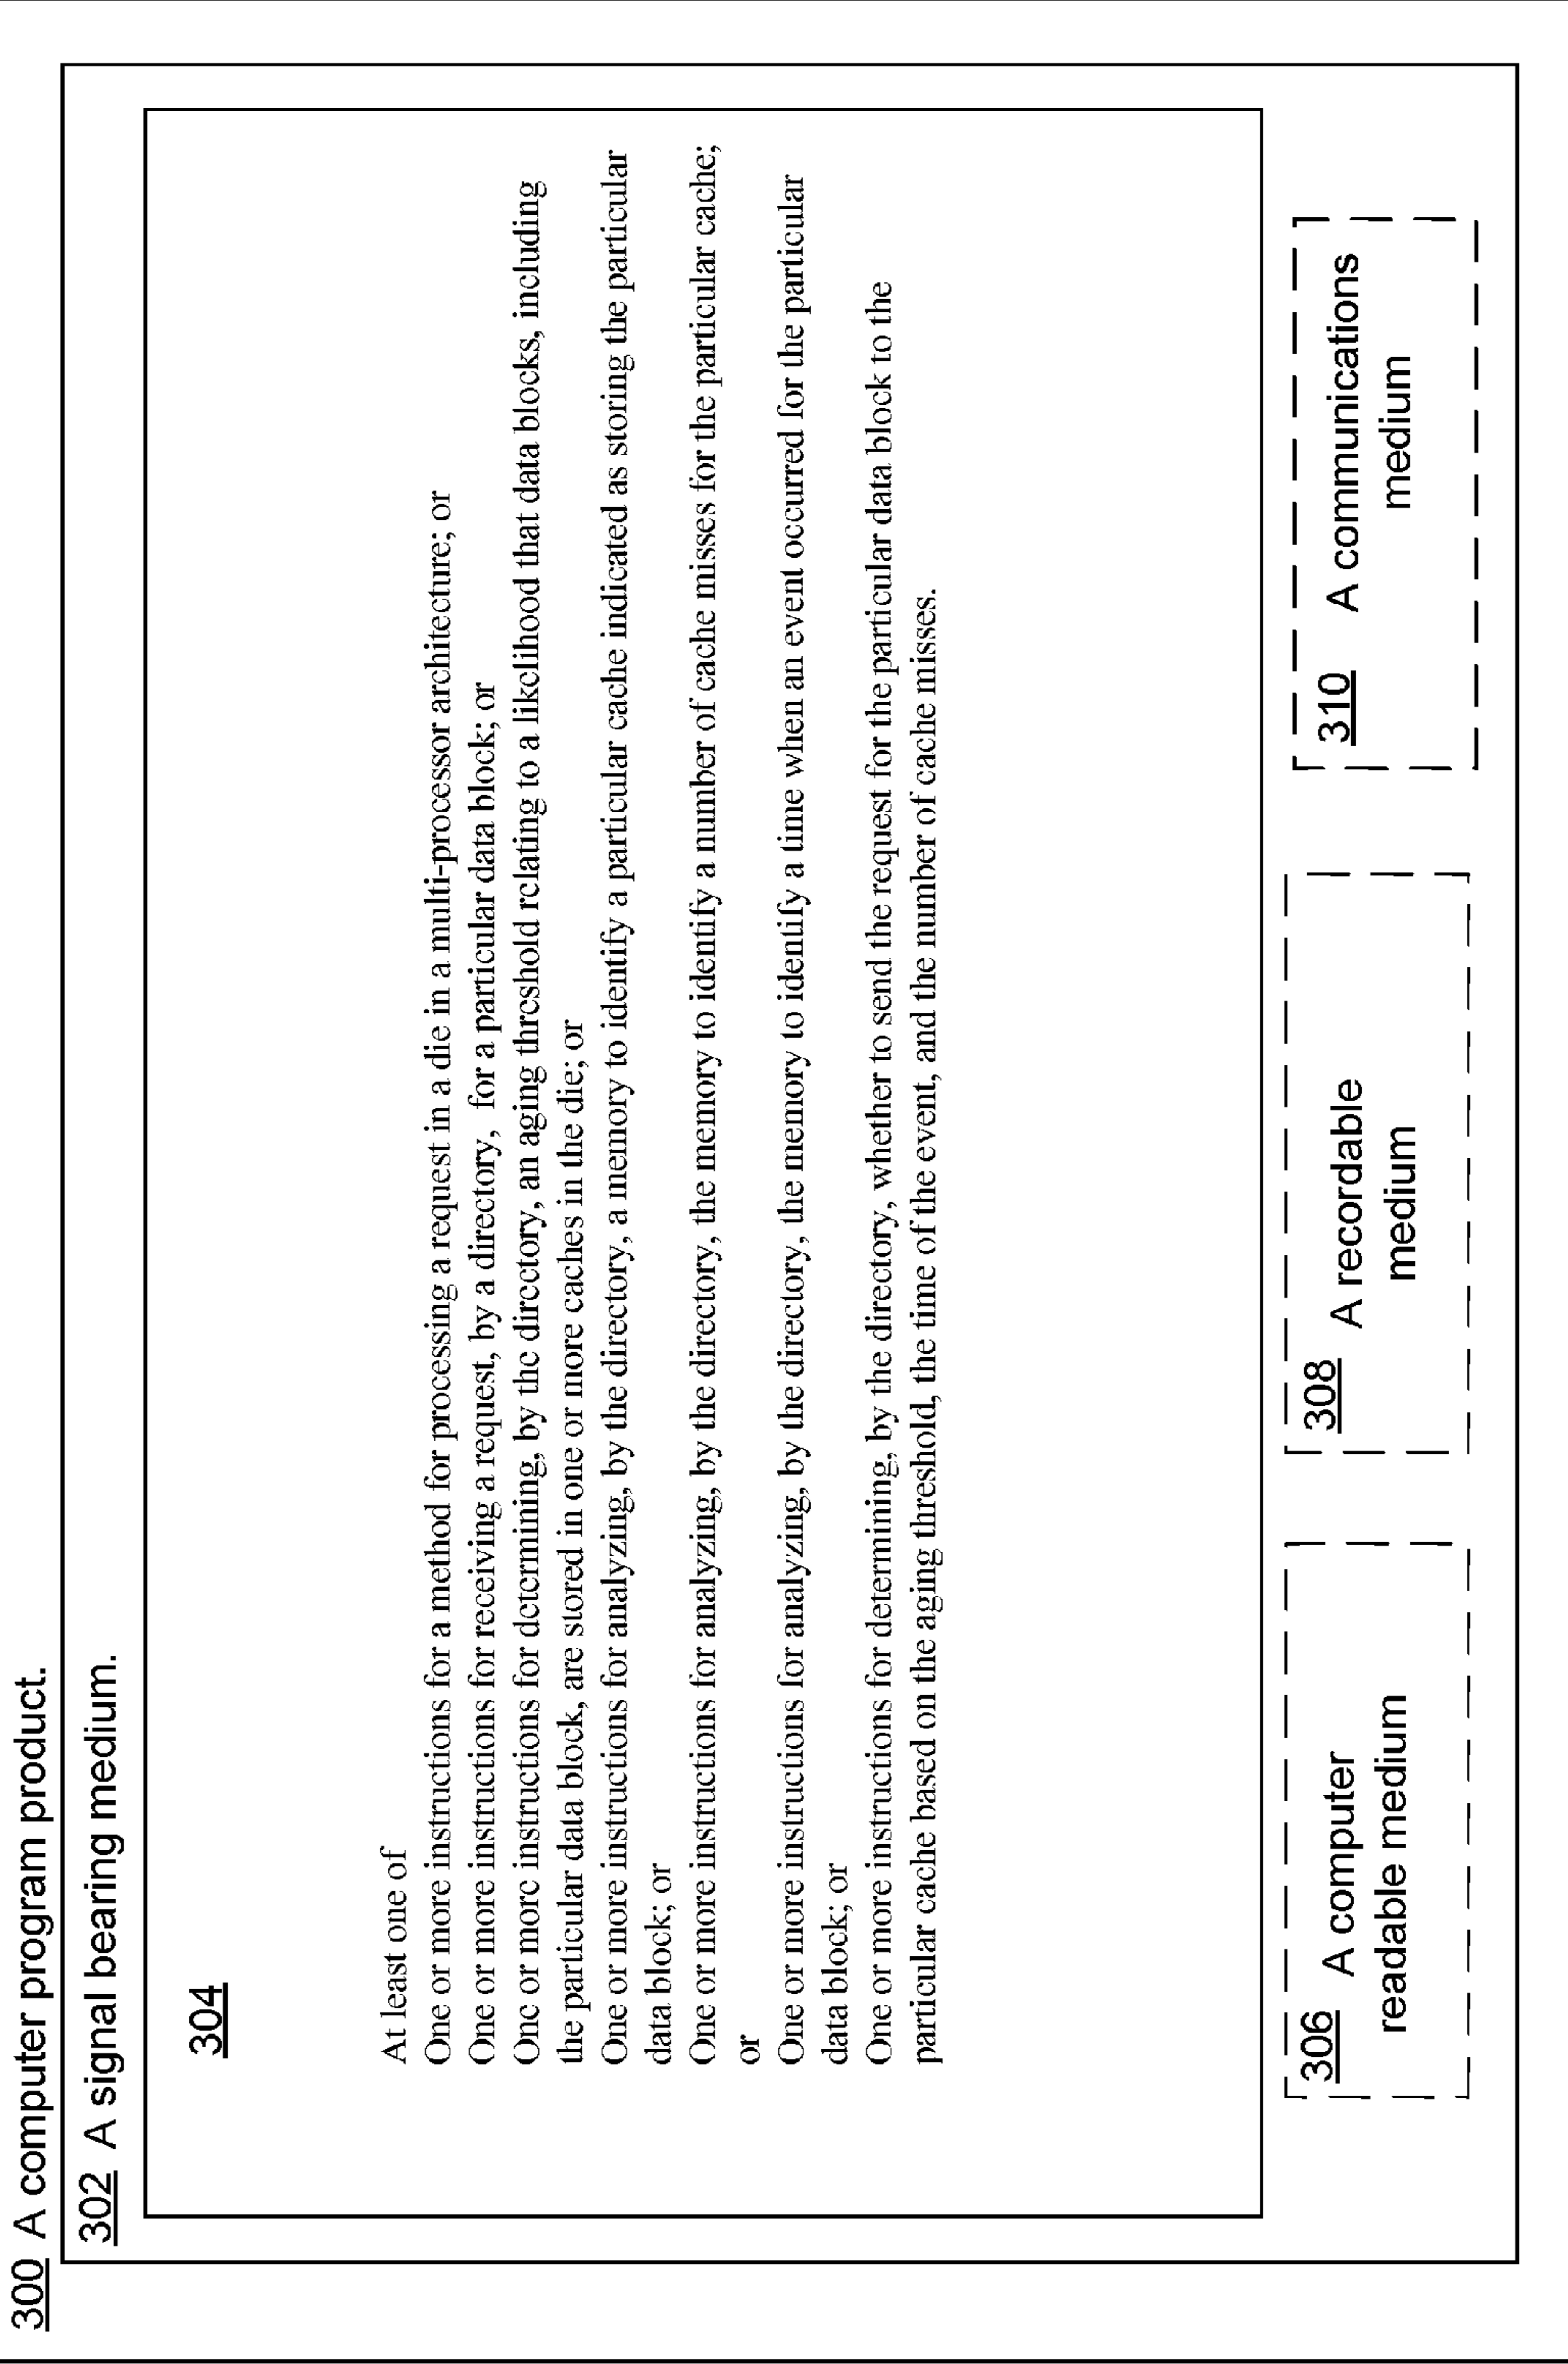 300 A computer program product.
302 A signal bearing medium.
304
At least one of
One or more instructions for a method for processing a request in a die in a multi-processor architecture; or
One or more instructions for receiving a request, by a directory, for a particular data block; or
One or more instructions for determining, by the directory, an aging threshold relating to a likelihood that data blocks, including
the particular data block, are stored in one or more caches in the die; or
One or more instructions for analyzing, by the directory, a memory to identify a particular cache indicated as storing the particular
data block; or
One or more instructions for analyzing, by the directory, the memory to identify a number of cache misses for the particular cache;
or
One or more instructions for analyzing, by the directory, the memory to identify a time when an event occurred for the particular
data block; or
One or more instructions for determining, by the directory, whether to send the request for the particular data block to the
particular cache based on the aging threshold, the time of the event, and the number of cache misses.
306 A computer
readable medium
308 A recordable
medium
310 A communications
medium